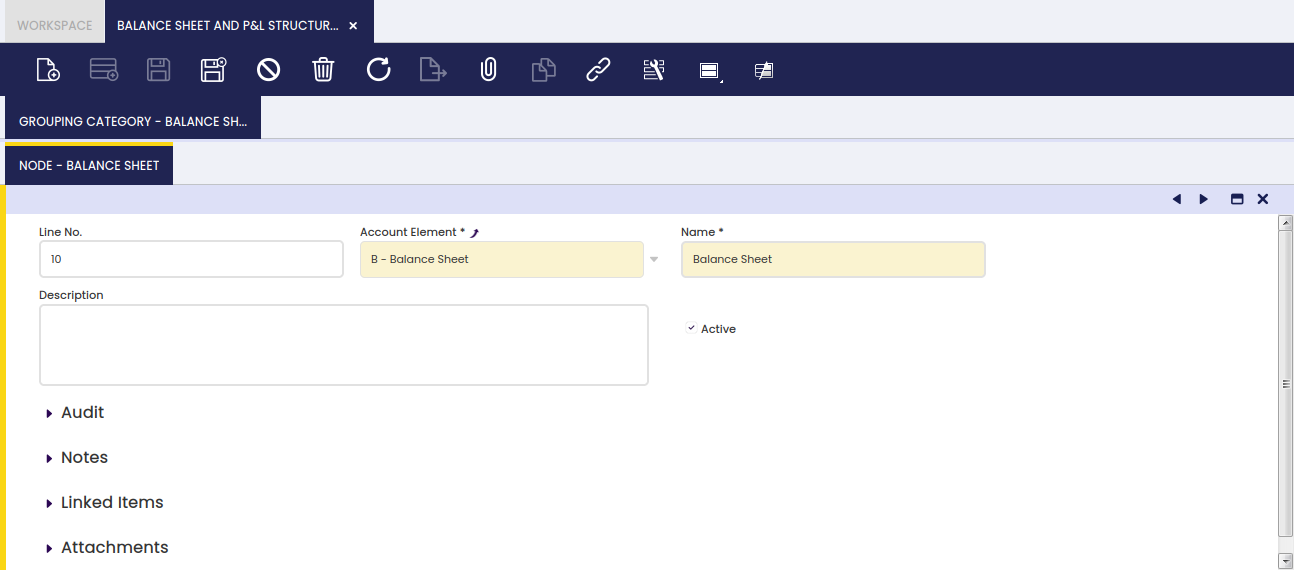 WORKSPACE
BALANCE SHEET AND P&L STRUCTUR...
GROUPING CATEGORY - BALANCE SH...
NODE - BALANCE SHEET
Line No. Account Element * Name *
10 B - Balance Sheet Balance Sheet
Description
Active
Audit
Notes
Linked Items
Attachments